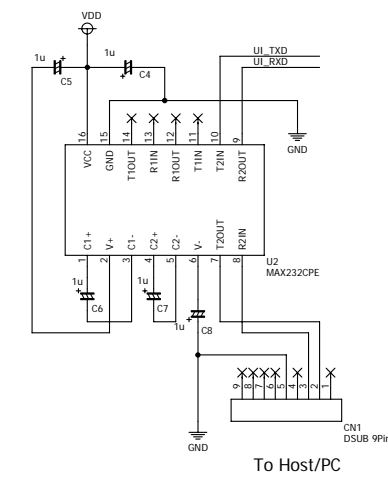 VDD
1u
+
C5
1u
+
C4
UI_TXD
UI_RXD
GND
16
15
14
13
12
11
10
9
VCC
GND
T1OUT
R1IN
R1OUT
T1IN
T2IN
R2OUT
C1+
V+
C1-
C2+
C2-
V-
T2OUT
R2IN
1
2
3
4
5
6
7
8
U2
MAX232CPE
1u
+
C6
1u
+
C7
1u
+
C8
GND
9
8
7
6
5
4
3
2
1
CN1
DSUB 9Pin
To Host/PC